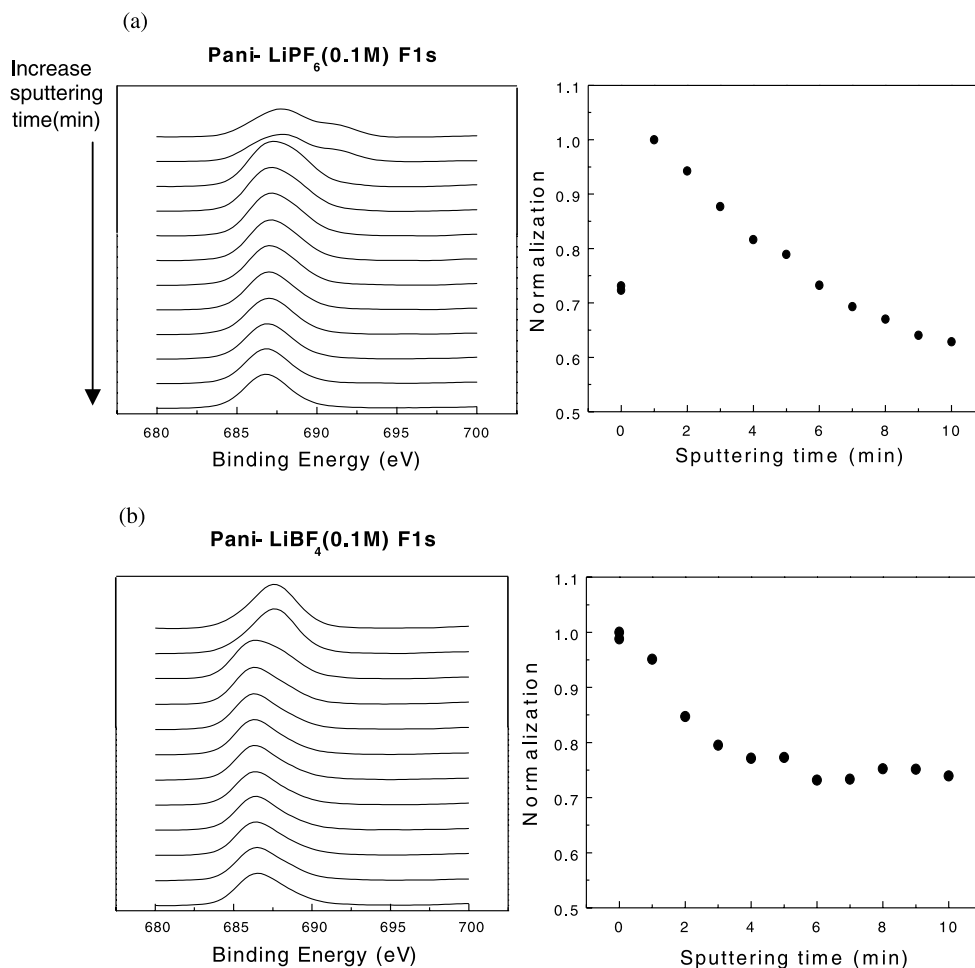 (a)
Pani- LiPF6(0.1M) F1s
Increase
sputtering
time(min)
680 685 690 695 700
Binding Energy (eV)
1.1
1.0
0.9
0.8
0.7
0.6
0.5
Normalization
0 2 4 6 8 10
Sputtering time (min)
(b)
Pani- LiBF4(0.1M) F1s
680 685 690 695 700
Binding Energy (eV)
1.1
1.0
0.9
0.8
0.7
0.6
0.5
Normalization
0 2 4 6 8 10
Sputtering time (min)